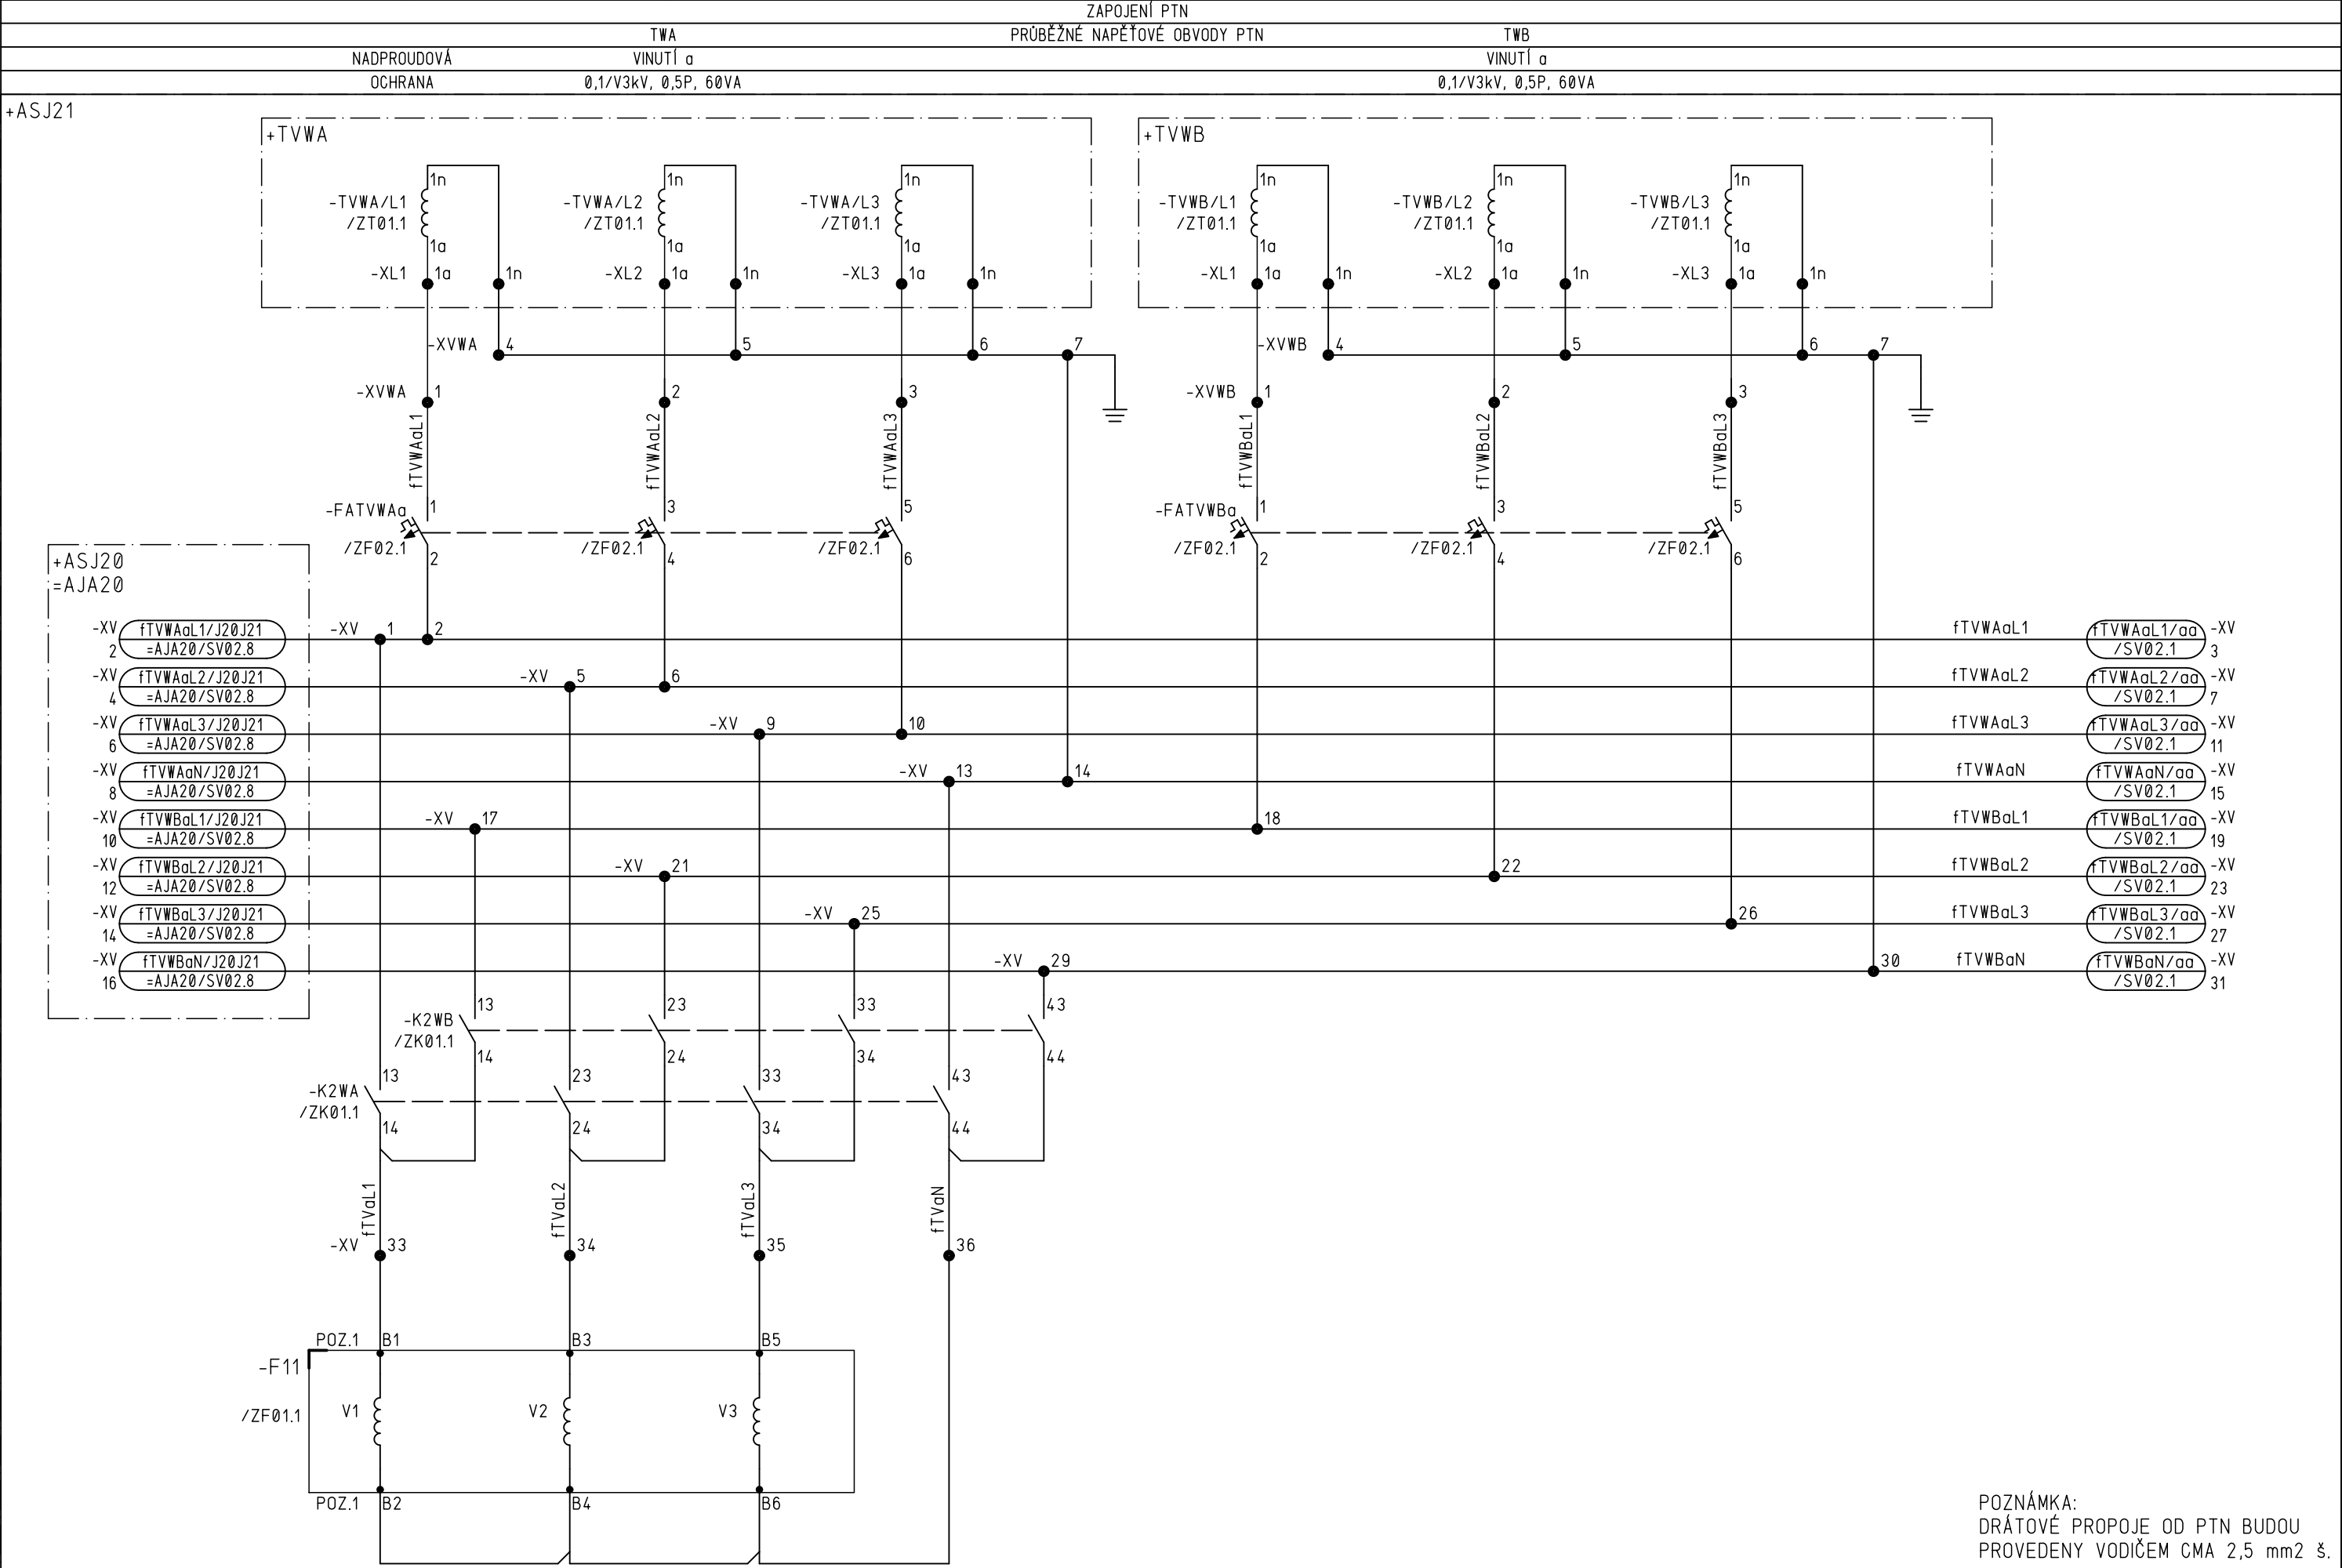 ZAPOJENÍ PTN
TWA PRŮBĚŽNÉ NAPĚŤOVÉ OBVODY PTN TWB
NADPROUDOVÁ VINUTÍ a VINUTÍ a
OCHRANA 0,1/V3kV, 0,5P, 60VA 0,1/V3kV, 0,5P, 60VA
+ASJ21
+TVWA +TVWB
1n 1n 1n 1n 1n 1n
-TVWA/L1 -TVWA/L2 -TVWA/L3 -TVWB/L1 -TVWB/L2 -TVWB/L3
/ZT01.1 /ZT01.1 /ZT01.1 /ZT01.1 /ZT01.1 /ZT01.1
1a 1a 1a 1a 1a 1a
-XL1 1a 1n -XL2 1a 1n -XL3 1a 1n -XL1 1a 1n -XL2 1a 1n -XL3 1a 1n
-XVWA 4 5 6 7 -XVWB 4 5 6 7
-XVWA 1 2 3 -XVWB 1 2 3
fTVWAaL1 fTVWAaL2 fTVWAaL3 fTVWBaL1 fTVWBaL2 fTVWBaL3
-FATVWAa 1 3 5 -FATVWBa 1 3 5
/ZF02.1 /ZF02.1 /ZF02.1 /ZF02.1 /ZF02.1 /ZF02.1
2 4 6 2 4 6
+ASJ20
=AJA20
-XV fTVWAaL1/J20J21 -XV 1 2 fTVWAaL1 fTVWAaL1/aa -XV
2 =AJA20/SV02.8 /SV02.1 3
-XV fTVWAaL2/J20J21 -XV 5 6 fTVWAaL2 fTVWAaL2/aa -XV
4 =AJA20/SV02.8 /SV02.1 7
-XV fTVWAaL3/J20J21 -XV 9 10 fTVWAaL3 fTVWAaL3/aa -XV
6 =AJA20/SV02.8 /SV02.1 11
-XV fTVWAaN/J20J21 -XV 13 14 fTVWAaN fTVWAaN/aa -XV
8 =AJA20/SV02.8 /SV02.1 15
-XV fTVWBaL1/J20J21 -XV 17 18 fTVWBaL1 fTVWBaL1/aa -XV
10 =AJA20/SV02.8 /SV02.1 19
-XV fTVWBaL2/J20J21 -XV 21 22 fTVWBaL2 fTVWBaL2/aa -XV
12 =AJA20/SV02.8 /SV02.1 23
-XV fTVWBaL3/J20J21 -XV 25 26 fTVWBaL3 fTVWBaL3/aa -XV
14 =AJA20/SV02.8 /SV02.1 27
-XV fTVWBaN/J20J21 -XV 29 30 fTVWBaN fTVWBaN/aa -XV
16 =AJA20/SV02.8 /SV02.1 31
13 23 33 43
-K2WB
/ZK01.1
14 24 34 44
13 23 33 43
-K2WA
/ZK01.1
14 24 34 44
fTVaL1 fTVaL2 fTVaL3 fTVaN
-XV 33 34 35 36
POZ.1 B1 B3 B5
-F11
/ZF01.1 V1 V2 V3
POZ.1 B2 B4 B6
POZNÁMKA:
DRÁTOVÉ PROPOJE OD PTN BUDOU
PROVEDENY VODIČEM CMA 2,5 mm2 š.